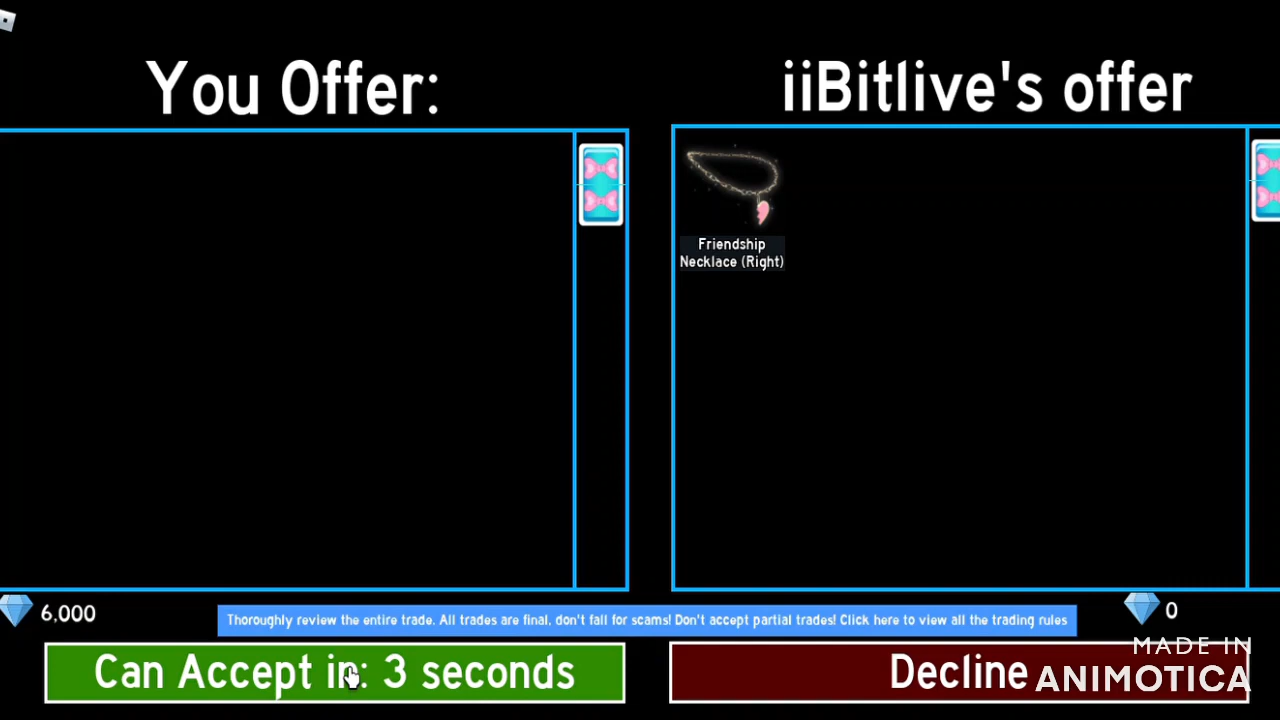 You Offer:
iiBitlive's offer
Friendship
Necklace (Right)
6,000
Thoroughly review the entire trade. All trades are final, don't fall for scams! Don't accept partial trades! Click here to view all the trading rules
0
Can Accept in: 3 seconds
Decline
MADE IN
ANIMOTICA